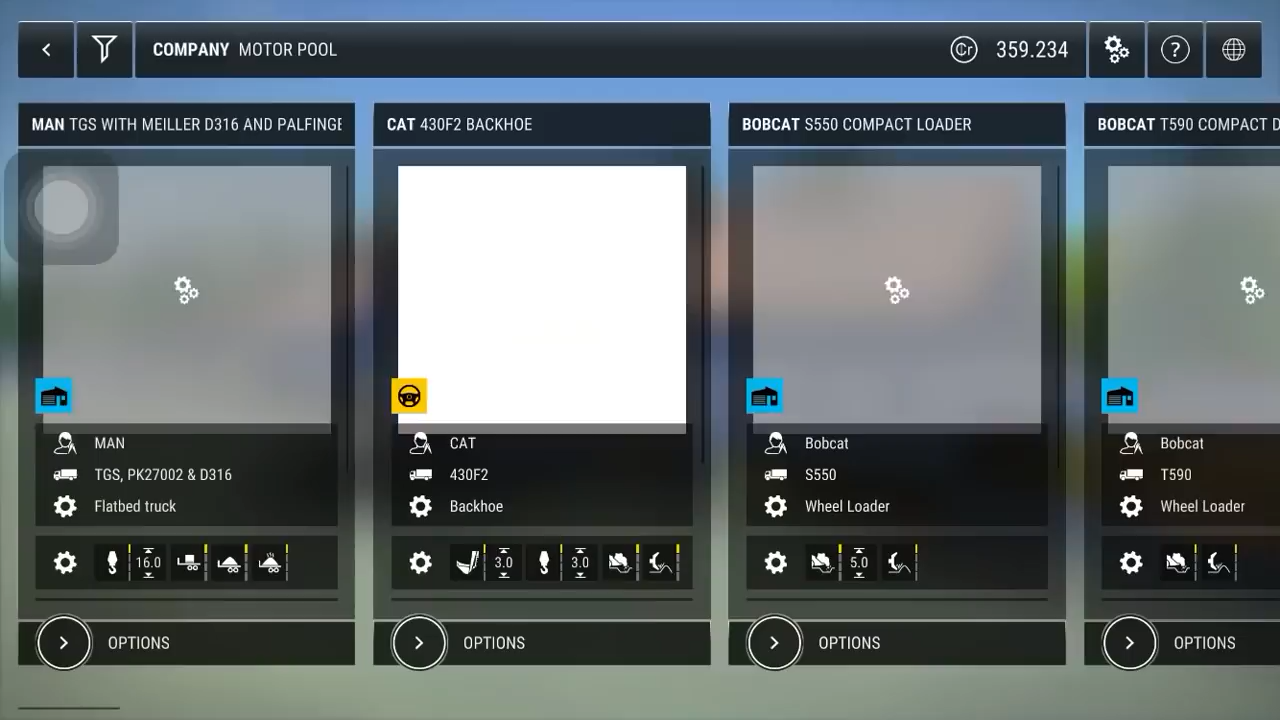 COMPANY MOTOR POOL
359.234
?
MAN TGS WITH MEILLER D316 AND PALFINGE
CAT 430F2 BACKHOE
BOBCAT S550 COMPACT LOADER
BOBCAT T590 COMPACT D
MAN
TGS, PK27002 & D316
Flatbed truck
16.0
OPTIONS
CAT
430F2
Backhoe
3.0
3.0
OPTIONS
Bobcat
S550
Wheel Loader
5.0
OPTIONS
Bobcat
T590
Wheel Loader
OPTIONS